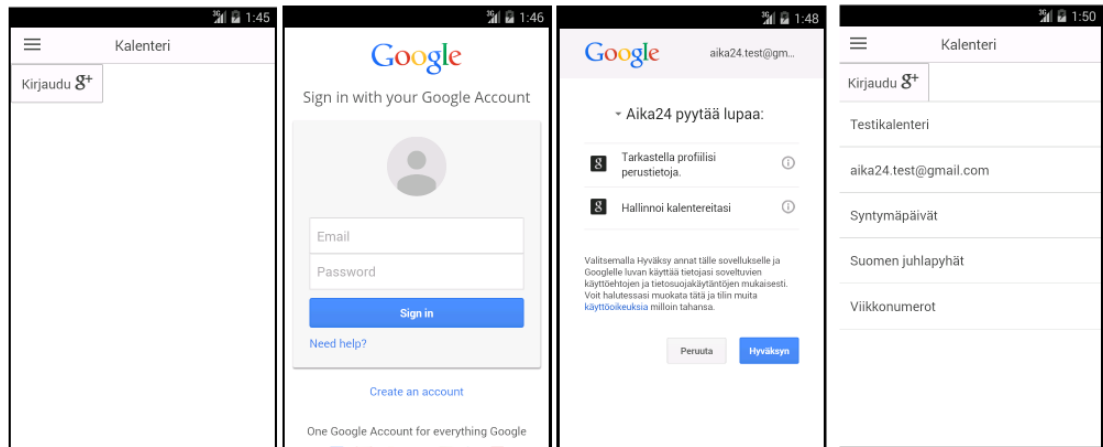 3G 1:45
Kalenteri
Kirjaudu g+
3G 1:46
Google
Sign in with your Google Account
Email
Password
Sign in
Need help?
Create an account
One Google Account for everything Google
3G 1:48
Google aika24.test@gm...
Aika24 pyytää lupaa:
g Tarkastella profiilisi
perustietoja.
g Hallinnoi kalentereitasi
Valitsemalla Hyväksy annat tälle sovellukselle ja
Googlelle luvan käyttää tietojasi soveltuvien
käyttöehtojen ja tietosuojakäytäntöjen mukaisesti.
Voit halutessasi muokata tätä ja tilin muita
käyttöoikeuksia milloin tahansa.
Peruuta Hyväksyn
3G 1:50
Kalenteri
Kirjaudu g+
Testikalenteri
aika24.test@gmail.com
Syntymäpäivät
Suomen juhlapyhät
Viikkonumerot